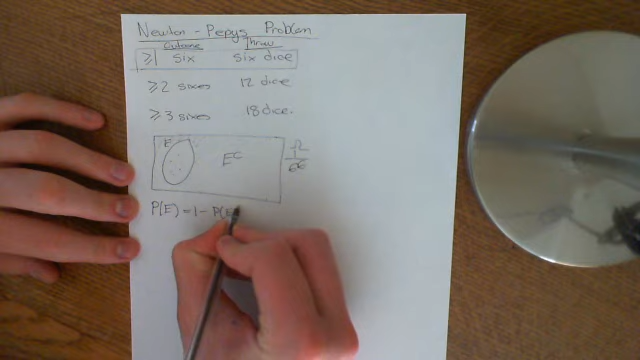 Newton - Pepys Problem
Outcome Throw
≥1 six six dice
≥2 sixes 12 dice
≥3 sixes 18 dice.
E E^c Ω
6^6
P(E) = 1 - P(E